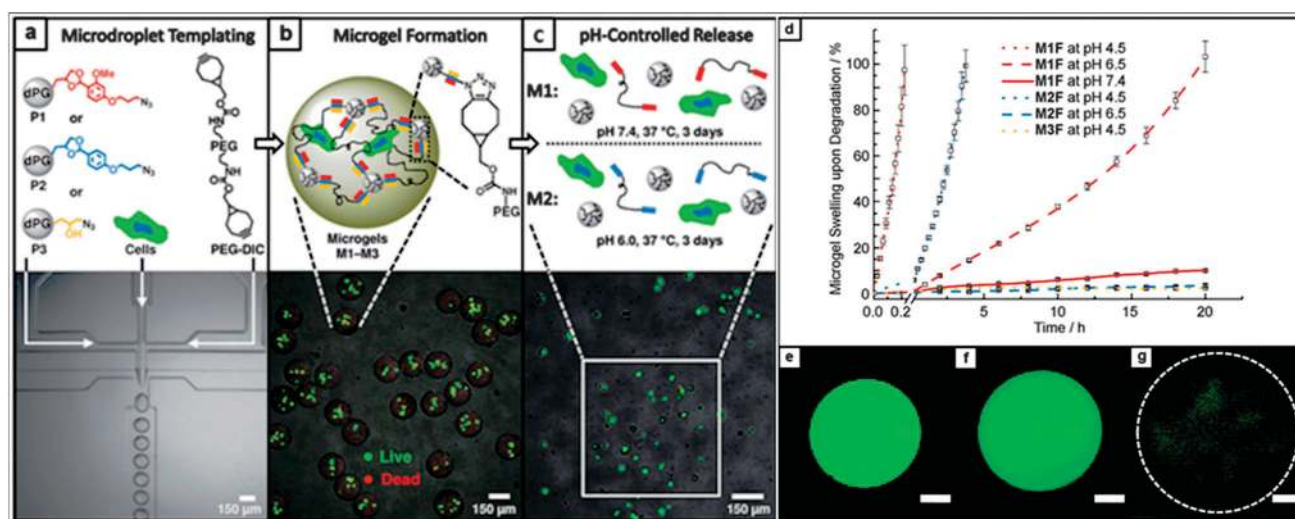 a Microdroplet Templating
OMe
N3
dPG
P1
or
dPG
P2
N3
or
dPG
N3
OH
P3
Cells
O
NH
PEG
NH
O
PEG-DIC
150 µm
b Microgel Formation
N=N
N
O
NH
PEG
Microgels
M1–M3
Live
Dead
150 µm
c pH-Controlled Release
M1:
pH 7.4, 37 °C, 3 days
M2:
pH 6.0, 37 °C, 3 days
150 µm
d
Microgel Swelling upon Degradation / %
100
80
60
40
20
0
M1F at pH 4.5
M1F at pH 6.5
M1F at pH 7.4
M2F at pH 4.5
M2F at pH 6.5
M3F at pH 4.5
0.0 0.2 5 10 15 20
Time / h
e
f
g